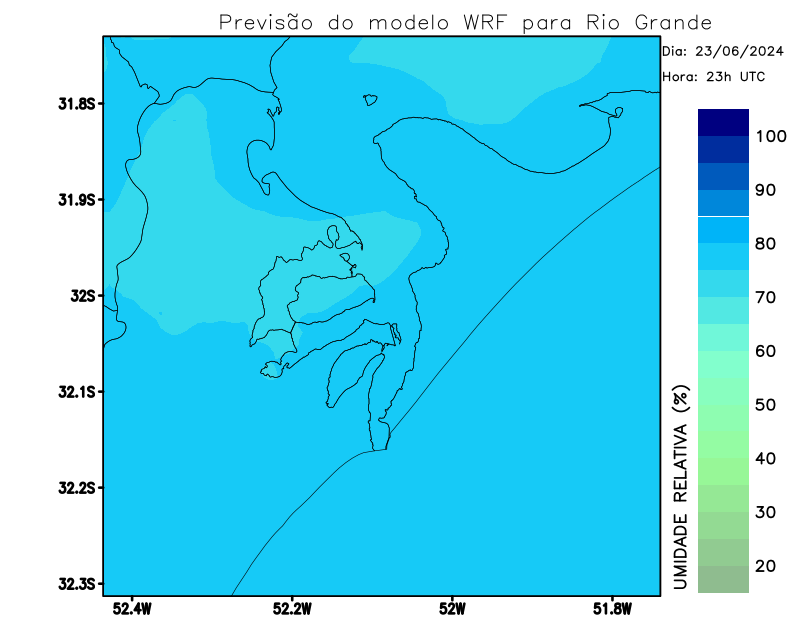 Previsão do modelo WRF para Rio Grande
Dia: 23/06/2024
Hora: 23h UTC
31.8S
31.9S
32S
32.1S
32.2S
32.3S
52.4W
52.2W
52W
51.8W
100
90
80
70
60
50
40
30
20
UMIDADE RELATIVA (%)